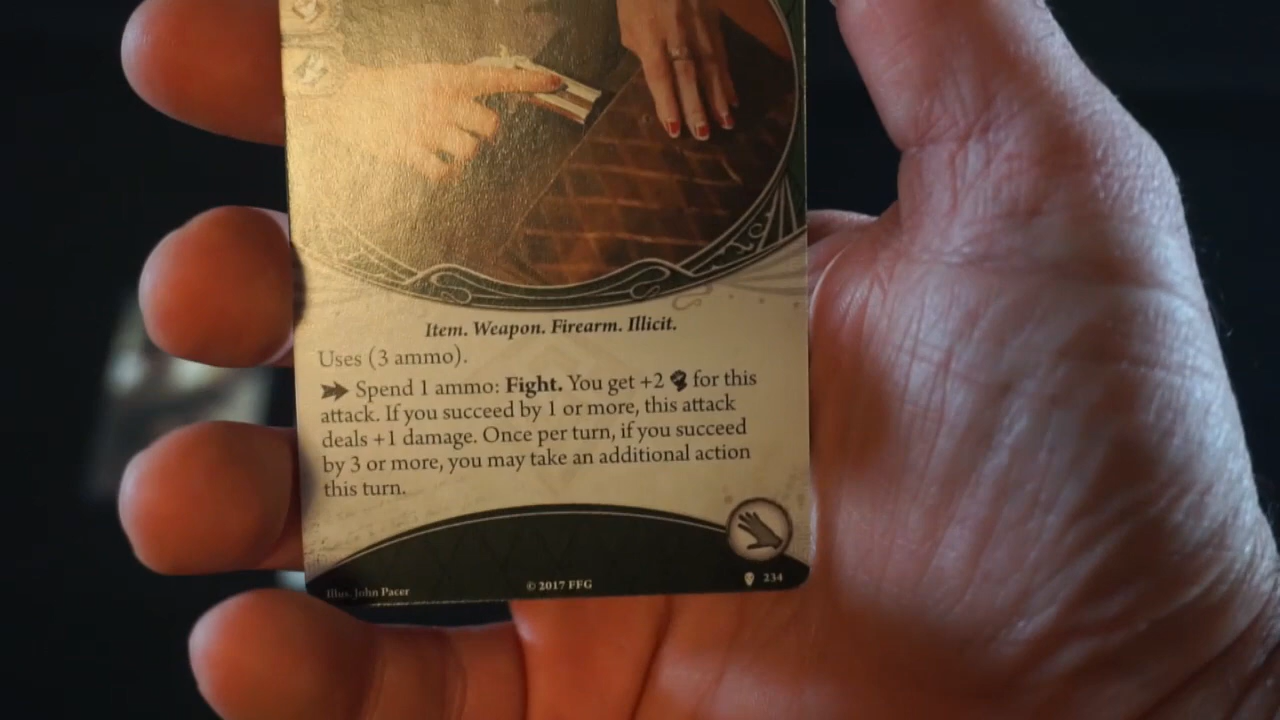 Item. Weapon. Firearm. Illicit.
Uses (3 ammo).
Spend 1 ammo: Fight. You get +2 for this
attack. If you succeed by 1 or more, this attack
deals +1 damage. Once per turn, if you succeed
by 3 or more, you may take an additional action
this turn.
Illus. John Pacer
© 2017 FFG
234